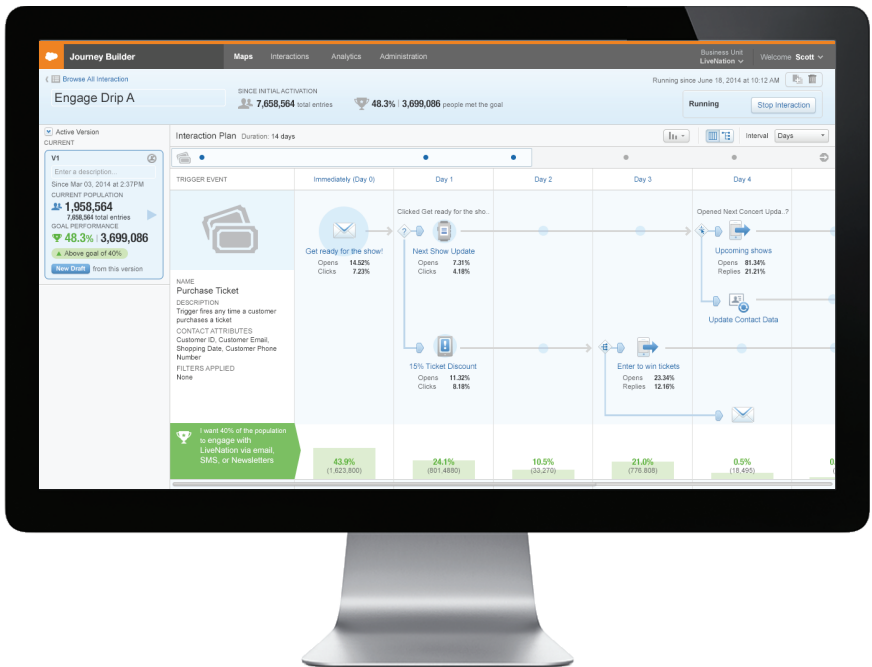 Journey Builder
Maps
Interactions
Analytics
Administration
Business Unit
LiveNation
Welcome Scott
Browse All Interaction
Engage Drip A
SINCE INITIAL ACTIVATION
7,658,564 total entries
48.3% | 3,699,086 people met the goal
Running since June 18, 2014 at 10:12 AM
Running
Stop Interaction
Active Version
CURRENT
V1
Enter a description...
Since Mar 03, 2014 at 2:37PM
CURRENT POPULATION
1,958,564
7,658,564 total entries
GOAL PERFORMANCE
48.3% | 3,699,086
Above goal of 40%
New Draft from this version
Interaction Plan Duration: 14 days
Interval Days
TRIGGER EVENT
Immediately (Day 0)
Day 1
Day 2
Day 3
Day 4
NAME
Purchase Ticket
DESCRIPTION
Trigger fires any time a customer
purchases a ticket
CONTACT ATTRIBUTES
Customer ID, Customer Email,
Shopping Date, Customer Phone
Number
FILTERS APPLIED
None
Get ready for the show!
Opens 14.52%
Clicks 7.23%
Clicked Get ready for the sho..
?
Next Show Update
Opens 7.31%
Clicks 4.18%
15% Ticket Discount
Opens 11.32%
Clicks 8.18%
Enter to win tickets
Opens 23.34%
Replies 12.16%
Opened Next Concert Upda..?
Upcoming shows
Opens 81.34%
Replies 21.21%
Update Contact Data
I want 40% of the population
to engage with
LiveNation via email,
SMS, or Newsletters
43.9%
(1,623,800)
24.1%
(801,4880)
10.5%
(33,270)
21.0%
(776,808)
0.5%
(18,495)